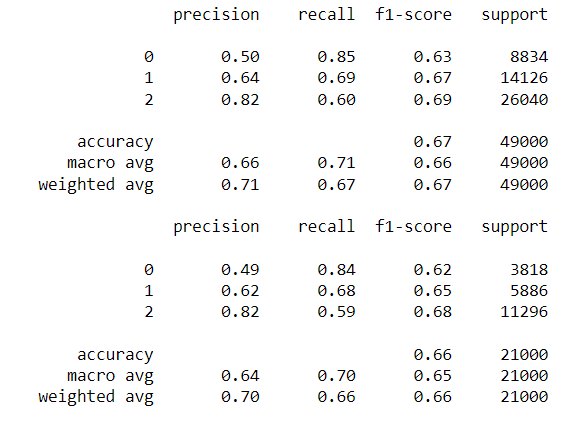 precision recall f1-score support
0 0.50 0.85 0.63 8834
1 0.64 0.69 0.67 14126
2 0.82 0.60 0.69 26040
accuracy 0.67 49000
macro avg 0.66 0.71 0.66 49000
weighted avg 0.71 0.67 0.67 49000
precision recall f1-score support
0 0.49 0.84 0.62 3818
1 0.62 0.68 0.65 5886
2 0.82 0.59 0.68 11296
accuracy 0.66 21000
macro avg 0.64 0.70 0.65 21000
weighted avg 0.70 0.66 0.66 21000